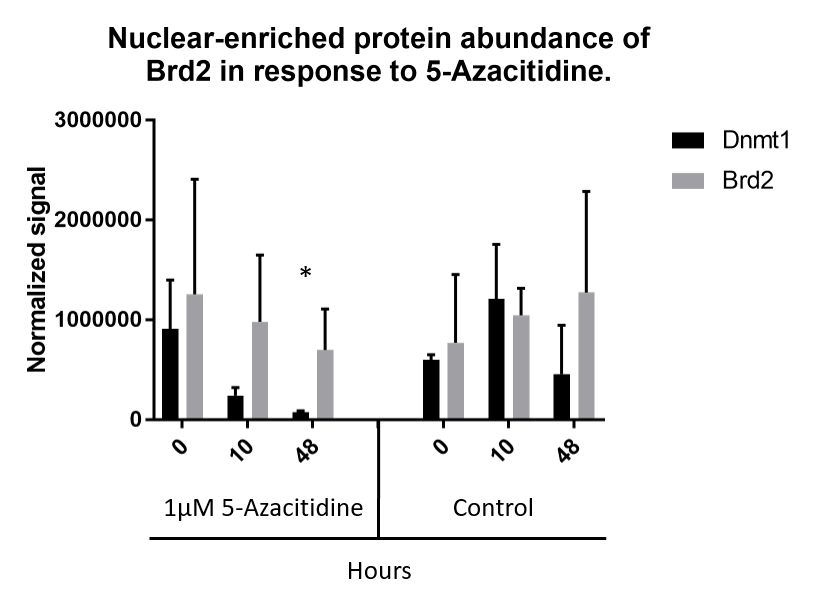 Nuclear-enriched protein abundance of
Brd2 in response to 5-Azacitidine.
3000000
2000000
1000000
0
Normalized signal
*
Dnmt1
Brd2
0 10 48 0 10 48
1µM 5-Azacitidine Control
Hours